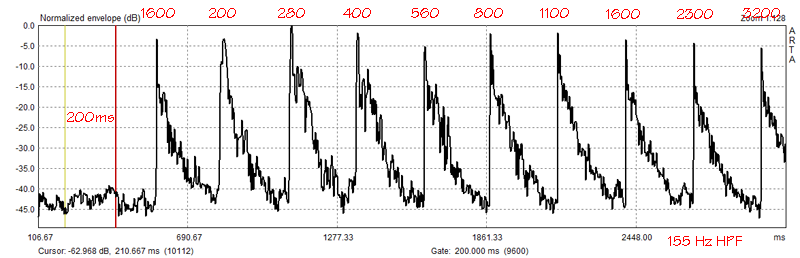 Normalized envelope (dB) Zoom 1:128
1600 200 280 400 560 800 1100 1600 2300 3200
0.0
-5.0
-10.0
-15.0
-20.0
-25.0
-30.0
-35.0
-40.0
-45.0
200ms
A
R
T
A
106.67 690.67 1277.33 1861.33 2448.00 ms
155 Hz HPF
Cursor: -62.968 dB, 210.667 ms (10112) Gate: 200.000 ms (9600)